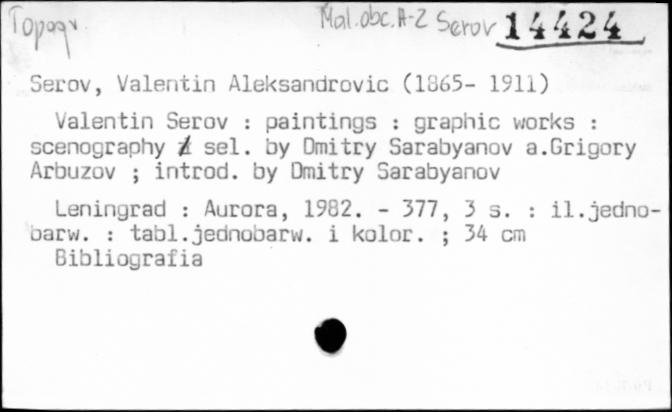 Topogr.
Mal.obc.A-Z Serov 14424
Serov, Valentin Aleksandrovic (1865- 1911)
Valentin Serov : paintings : graphic works :
scenography / sel. by Dmitry Sarabyanov a.Grigory
Arbuzov ; introd. by Dmitry Sarabyanov
Leningrad : Aurora, 1982. - 377, 3 s. : il.jedno-
barw. : tabl.jednobarw. i kolor. ; 34 cm
Bibliografia